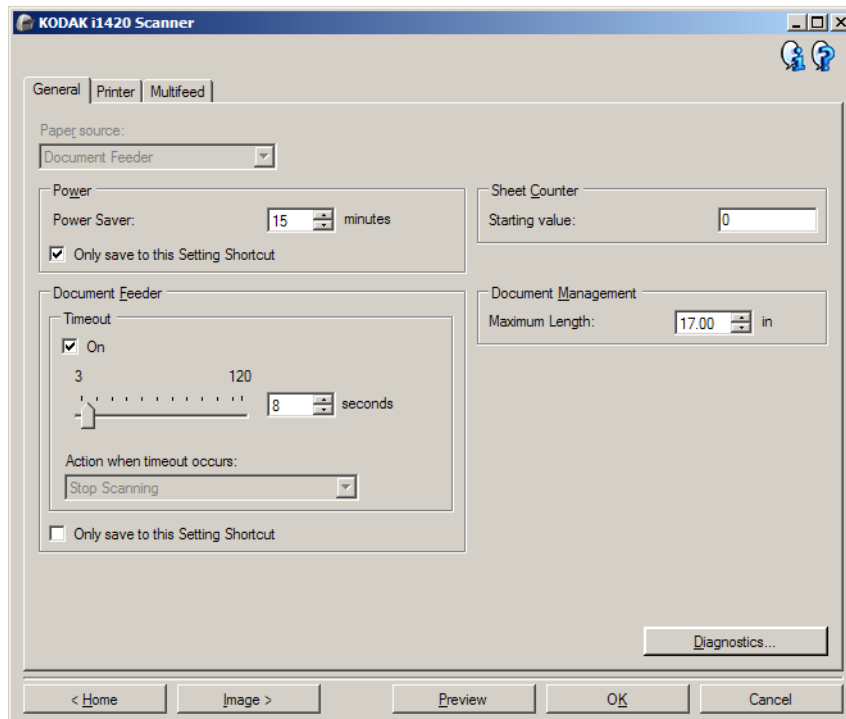 KODAK i1420 Scanner
General Printer Multifeed
Paper source:
Document Feeder
Power
Power Saver: 15 minutes
Only save to this Setting Shortcut
Sheet Counter
Starting value: 0
Document Feeder
Timeout
On
3 120
8 seconds
Action when timeout occurs:
Stop Scanning
Only save to this Setting Shortcut
Document Management
Maximum Length: 17.00 in
Diagnostics...
< Home Image > Preview OK Cancel